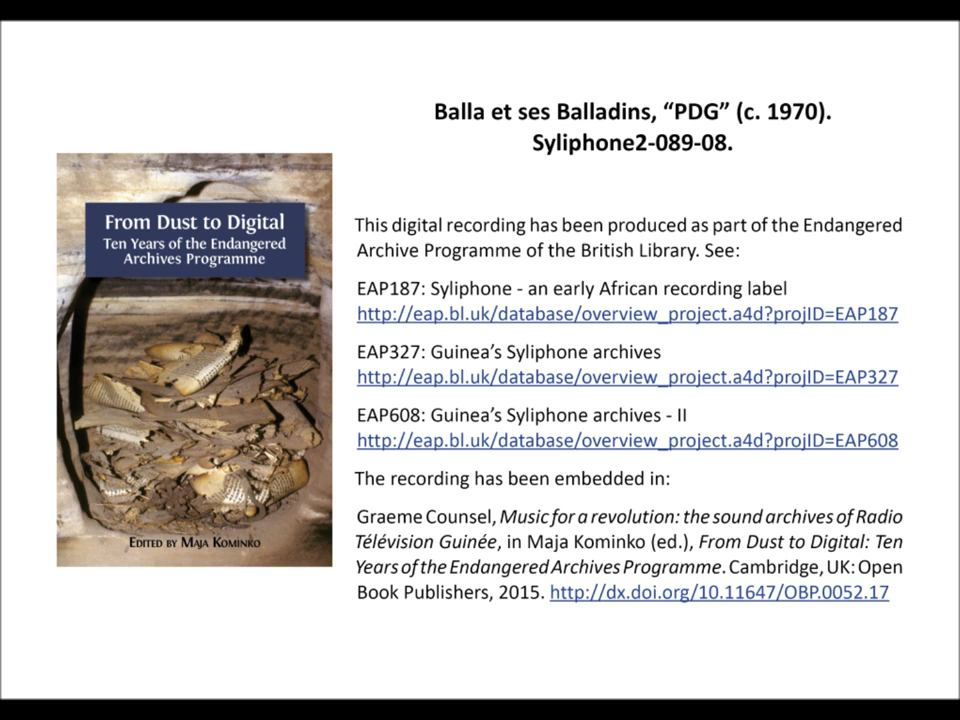 Balla et ses Balladins, “PDG” (c. 1970).
Syliphone2-089-08.
From Dust to Digital
Ten Years of the Endangered
Archives Programme
EDITED BY MAJA KOMINKO
This digital recording has been produced as part of the Endangered
Archive Programme of the British Library. See:
EAP187: Syliphone - an early African recording label
http://eap.bl.uk/database/overview_project.a4d?projID=EAP187
EAP327: Guinea’s Syliphone archives
http://eap.bl.uk/database/overview_project.a4d?projID=EAP327
EAP608: Guinea’s Syliphone archives - II
http://eap.bl.uk/database/overview_project.a4d?projID=EAP608
The recording has been embedded in:
Graeme Counsel, Music for a revolution: the sound archives of Radio
Télévision Guinée, in Maja Kominko (ed.), From Dust to Digital: Ten
Years of the Endangered Archives Programme. Cambridge, UK: Open
Book Publishers, 2015. http://dx.doi.org/10.11647/OBP.0052.17